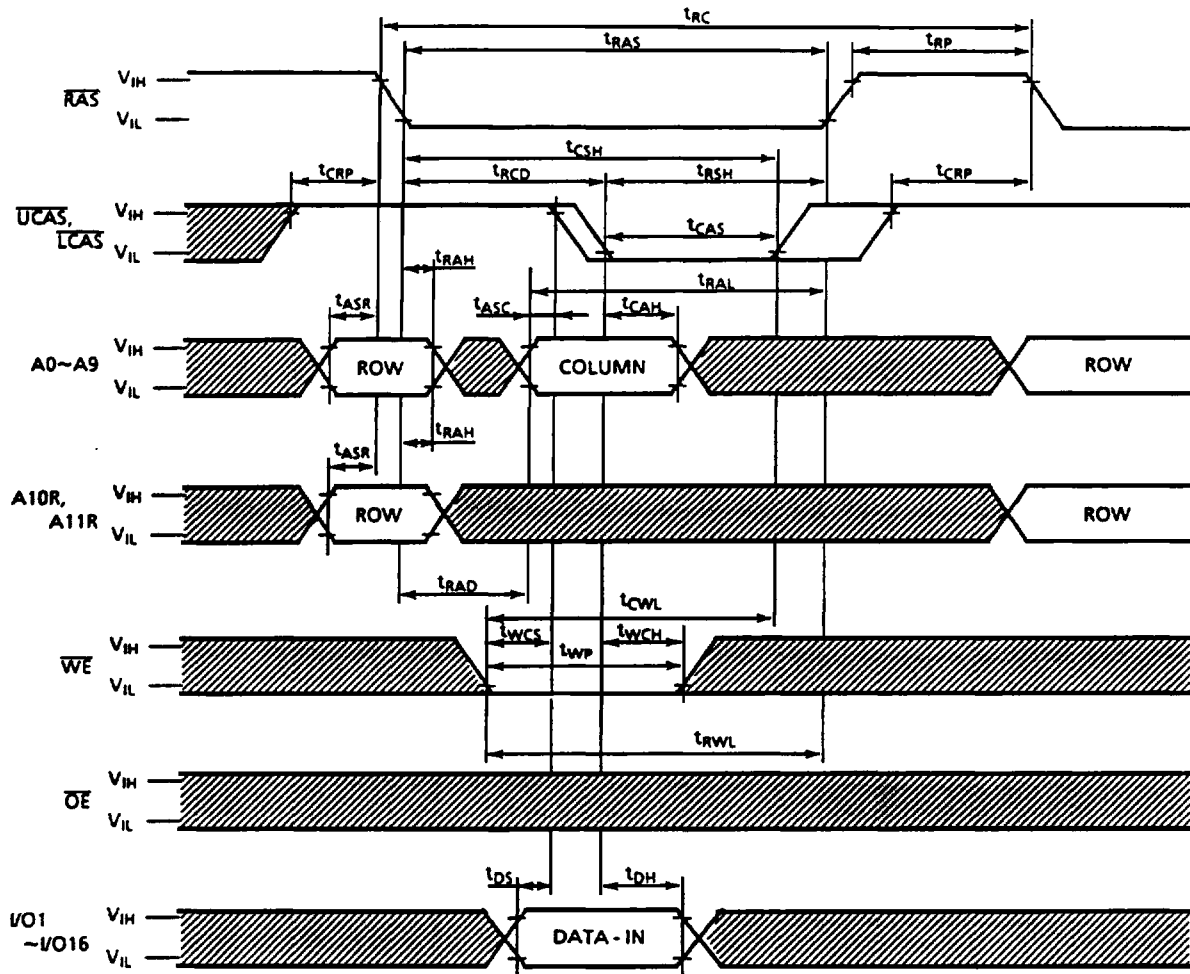 tRC
tRAS
tRP
RAS
VIH
VIL
tCSH
tCRP
tRCD
tRSH
tCRP
UCAS,
LCAS
VIH
VIL
tCAS
tRAH
tRAL
tASR
tASC
tCAH
A0~A9
VIH
VIL
ROW
COLUMN
ROW
tRAH
tASR
A10R,
A11R
VIH
VIL
ROW
ROW
tRAD
tCWL
tWCS
tWCH
WE
VIH
VIL
tWP
tRWL
OE
VIH
VIL
tDS
tDH
I/O1
~I/O16
VIH
VIL
DATA-IN